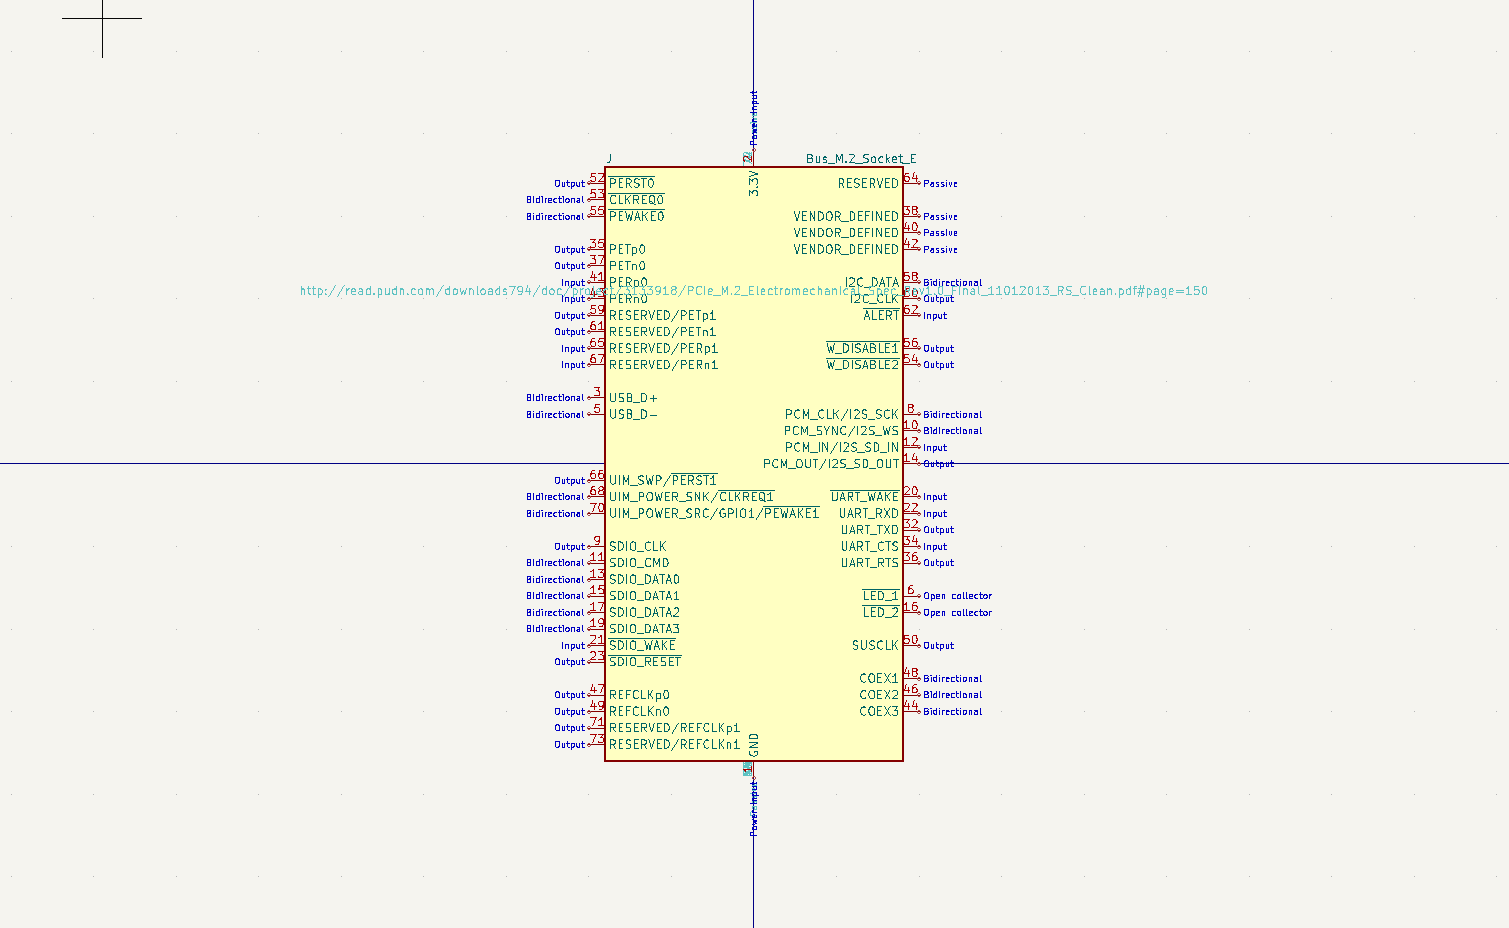 Power Input
2
J Bus_M.2_Socket_E
3.3V
Output 52 PERST0 RESERVED 64 Passive
Bidirectional 53 CLKREQ0
Bidirectional 55 PEWAKE0 VENDOR_DEFINED 38 Passive
VENDOR_DEFINED 40 Passive
Output 35 PETp0 VENDOR_DEFINED 42 Passive
Output 37 PETn0
Input 41 PERp0 I2C_DATA 58 Bidirectional
http://read.pudn.com/downloads794/doc/project/3133918/PCIe_M.2_Electromechanical_Spec_Rev1.0_Final_11012013_RS_Clean.pdf#page=150
Input 43 PERn0 I2C_CLK 60 Output
Output 59 RESERVED/PETp1 ALERT 62 Input
Output 61 RESERVED/PETn1
Input 65 RESERVED/PERp1 W_DISABLE1 56 Output
Input 67 RESERVED/PERn1 W_DISABLE2 54 Output
Bidirectional 3 USB_D+
Bidirectional 5 USB_D- PCM_CLK/I2S_SCK 8 Bidirectional
PCM_SYNC/I2S_WS 10 Bidirectional
PCM_IN/I2S_SD_IN 12 Input
PCM_OUT/I2S_SD_OUT 14 Output
Output 66 UIM_SWP/PERST1
Bidirectional 68 UIM_POWER_SNK/CLKREQ1 UART_WAKE 20 Input
Bidirectional 70 UIM_POWER_SRC/GPIO1/PEWAKE1 UART_RXD 22 Input
UART_TXD 32 Output
Output 9 SDIO_CLK UART_CTS 34 Input
Bidirectional 11 SDIO_CMD UART_RTS 36 Output
Bidirectional 13 SDIO_DATA0
Bidirectional 15 SDIO_DATA1 LED_1 6 Open collector
Bidirectional 17 SDIO_DATA2 LED_2 16 Open collector
Bidirectional 19 SDIO_DATA3
Input 21 SDIO_WAKE SUSCLK 50 Output
Output 23 SDIO_RESET
COEX1 48 Bidirectional
Output 47 REFCLKp0 COEX2 46 Bidirectional
Output 49 REFCLKn0 COEX3 44 Bidirectional
Output 71 RESERVED/REFCLKp1
Output 73 RESERVED/REFCLKn1
GND
1
Power Input